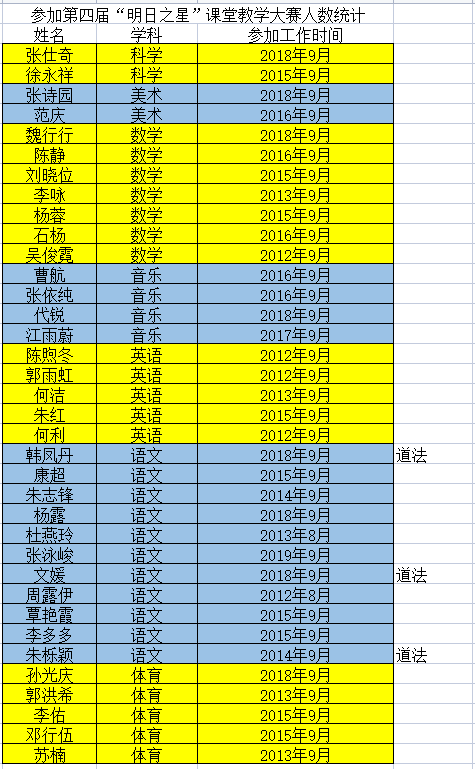 参加第四届“明日之星”课堂教学大赛人数统计
姓名 学科 参加工作时间
张仕奇 科学 2018年9月
徐永祥 科学 2015年9月
张诗园 美术 2018年9月
范庆 美术 2016年9月
魏行行 数学 2018年9月
陈静 数学 2016年9月
刘晓位 数学 2015年9月
李咏 数学 2013年9月
杨蓉 数学 2015年9月
石杨 数学 2016年9月
吴俊霓 数学 2012年9月
曹航 音乐 2016年9月
张依纯 音乐 2016年9月
代锐 音乐 2018年9月
江雨蔚 音乐 2017年9月
陈煦冬 英语 2012年9月
郭雨虹 英语 2012年9月
何洁 英语 2013年9月
朱红 英语 2015年9月
何利 英语 2012年9月
韩凤丹 语文 2018年9月 道法
康超 语文 2015年9月
朱志锋 语文 2014年9月
杨露 语文 2018年9月
杜燕玲 语文 2013年8月
张泳峻 语文 2019年9月
文媛 语文 2018年9月 道法
周露伊 语文 2012年8月
覃艳霞 语文 2015年9月
李多多 语文 2015年9月
朱栎颖 语文 2014年9月 道法
孙光庆 体育 2018年9月
郭洪希 体育 2013年9月
李佑 体育 2015年9月
邓行伍 体育 2015年9月
苏楠 体育 2013年9月